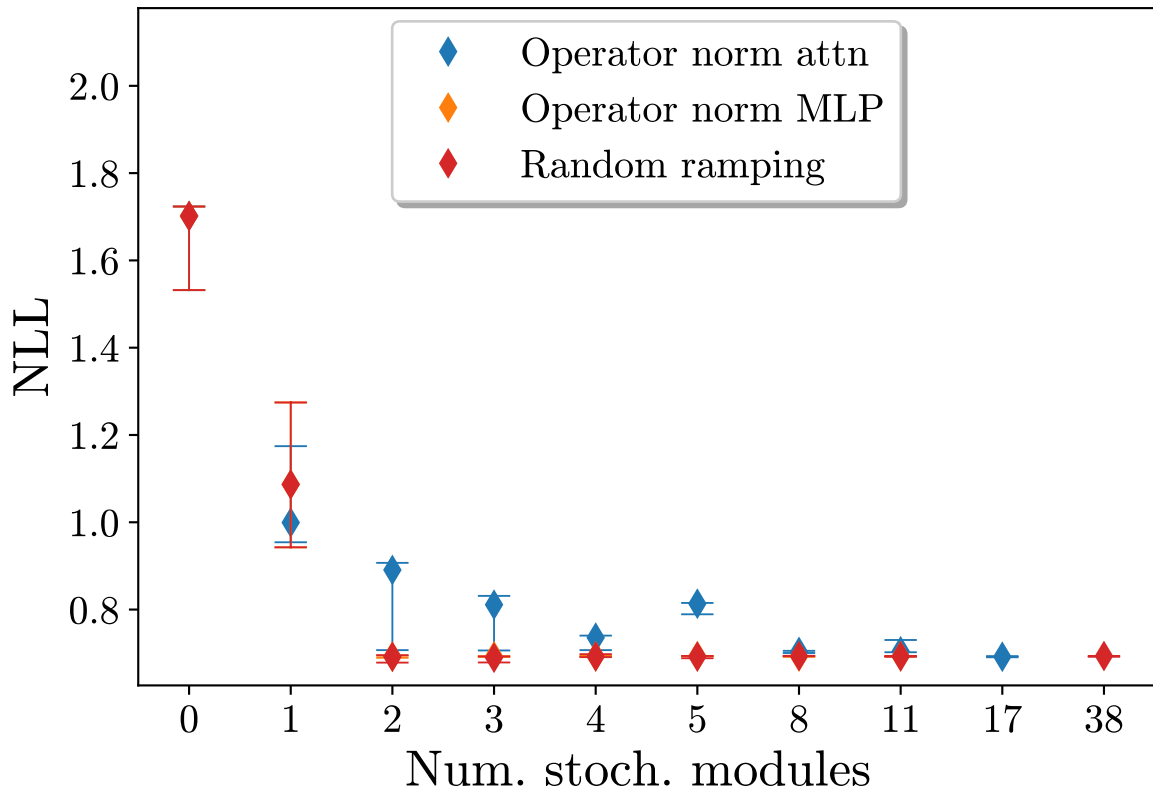 Operator norm attn
Operator norm MLP
Random ramping
NLL
2.0
1.8
1.6
1.4
1.2
1.0
0.8
0 1 2 3 4 5 8 11 17 38
Num. stoch. modules